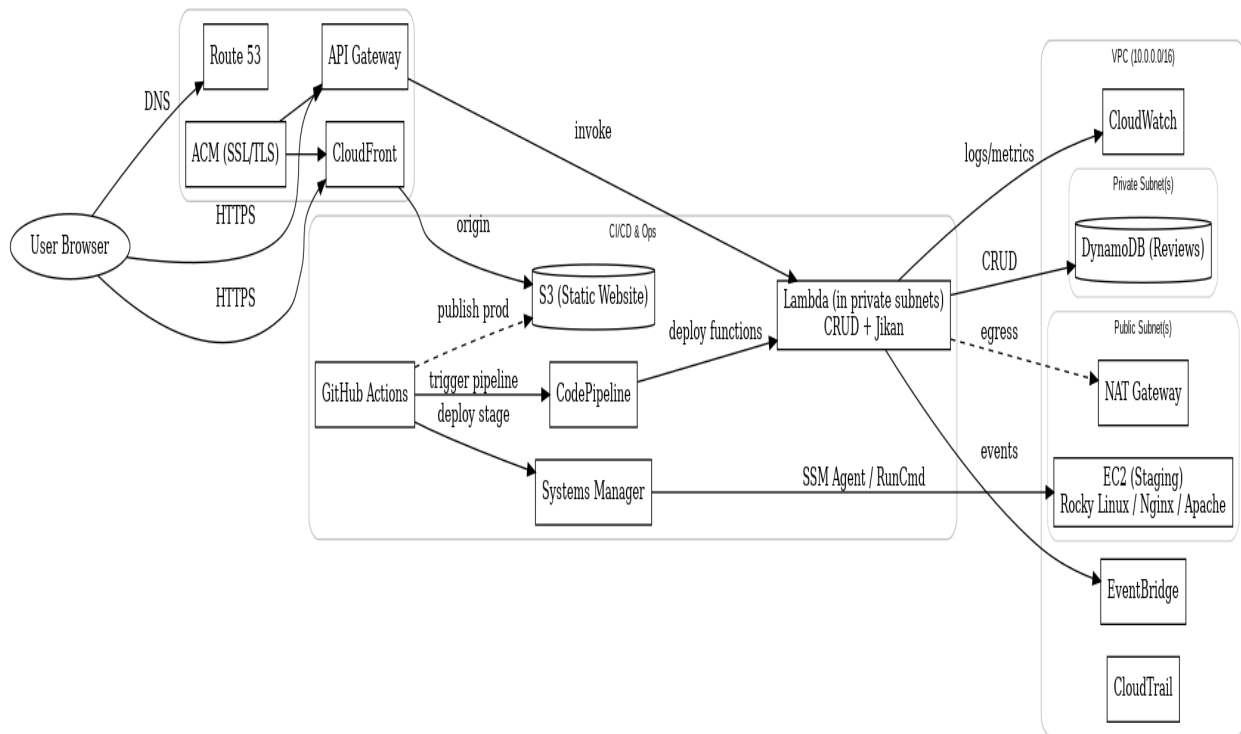 Route 53
API Gateway
VPC (10.0.0.0/16)
DNS
CloudWatch
invoke
ACM (SSL/TLS)
CloudFront
logs/metrics
Private Subnet(s)
HTTPS
origin
CI/CD & Ops
User Browser
DynamoDB (Reviews)
CRUD
HTTPS
S3 (Static Website)
Lambda (in private subnets)
CRUD + Jikan
publish prod
deploy functions
egress
Public Subnet(s)
GitHub Actions
trigger pipeline
CodePipeline
NAT Gateway
deploy stage
events
Systems Manager
SSM Agent / RunCmd
EC2 (Staging)
Rocky Linux / Nginx / Apache
EventBridge
CloudTrail